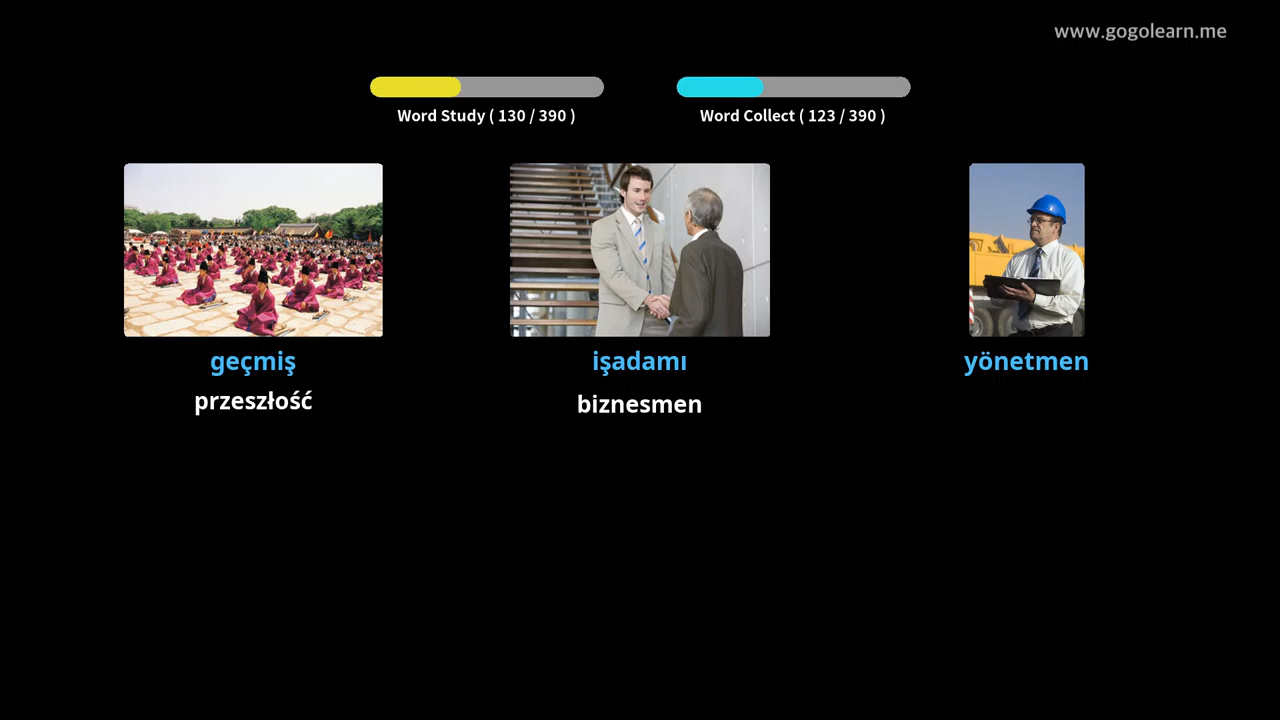 www.gogolearn.me
Word Study ( 130 / 390 )
Word Collect ( 123 / 390 )
geçmiş
işadamı
yönetmen
przeszłość
biznesmen